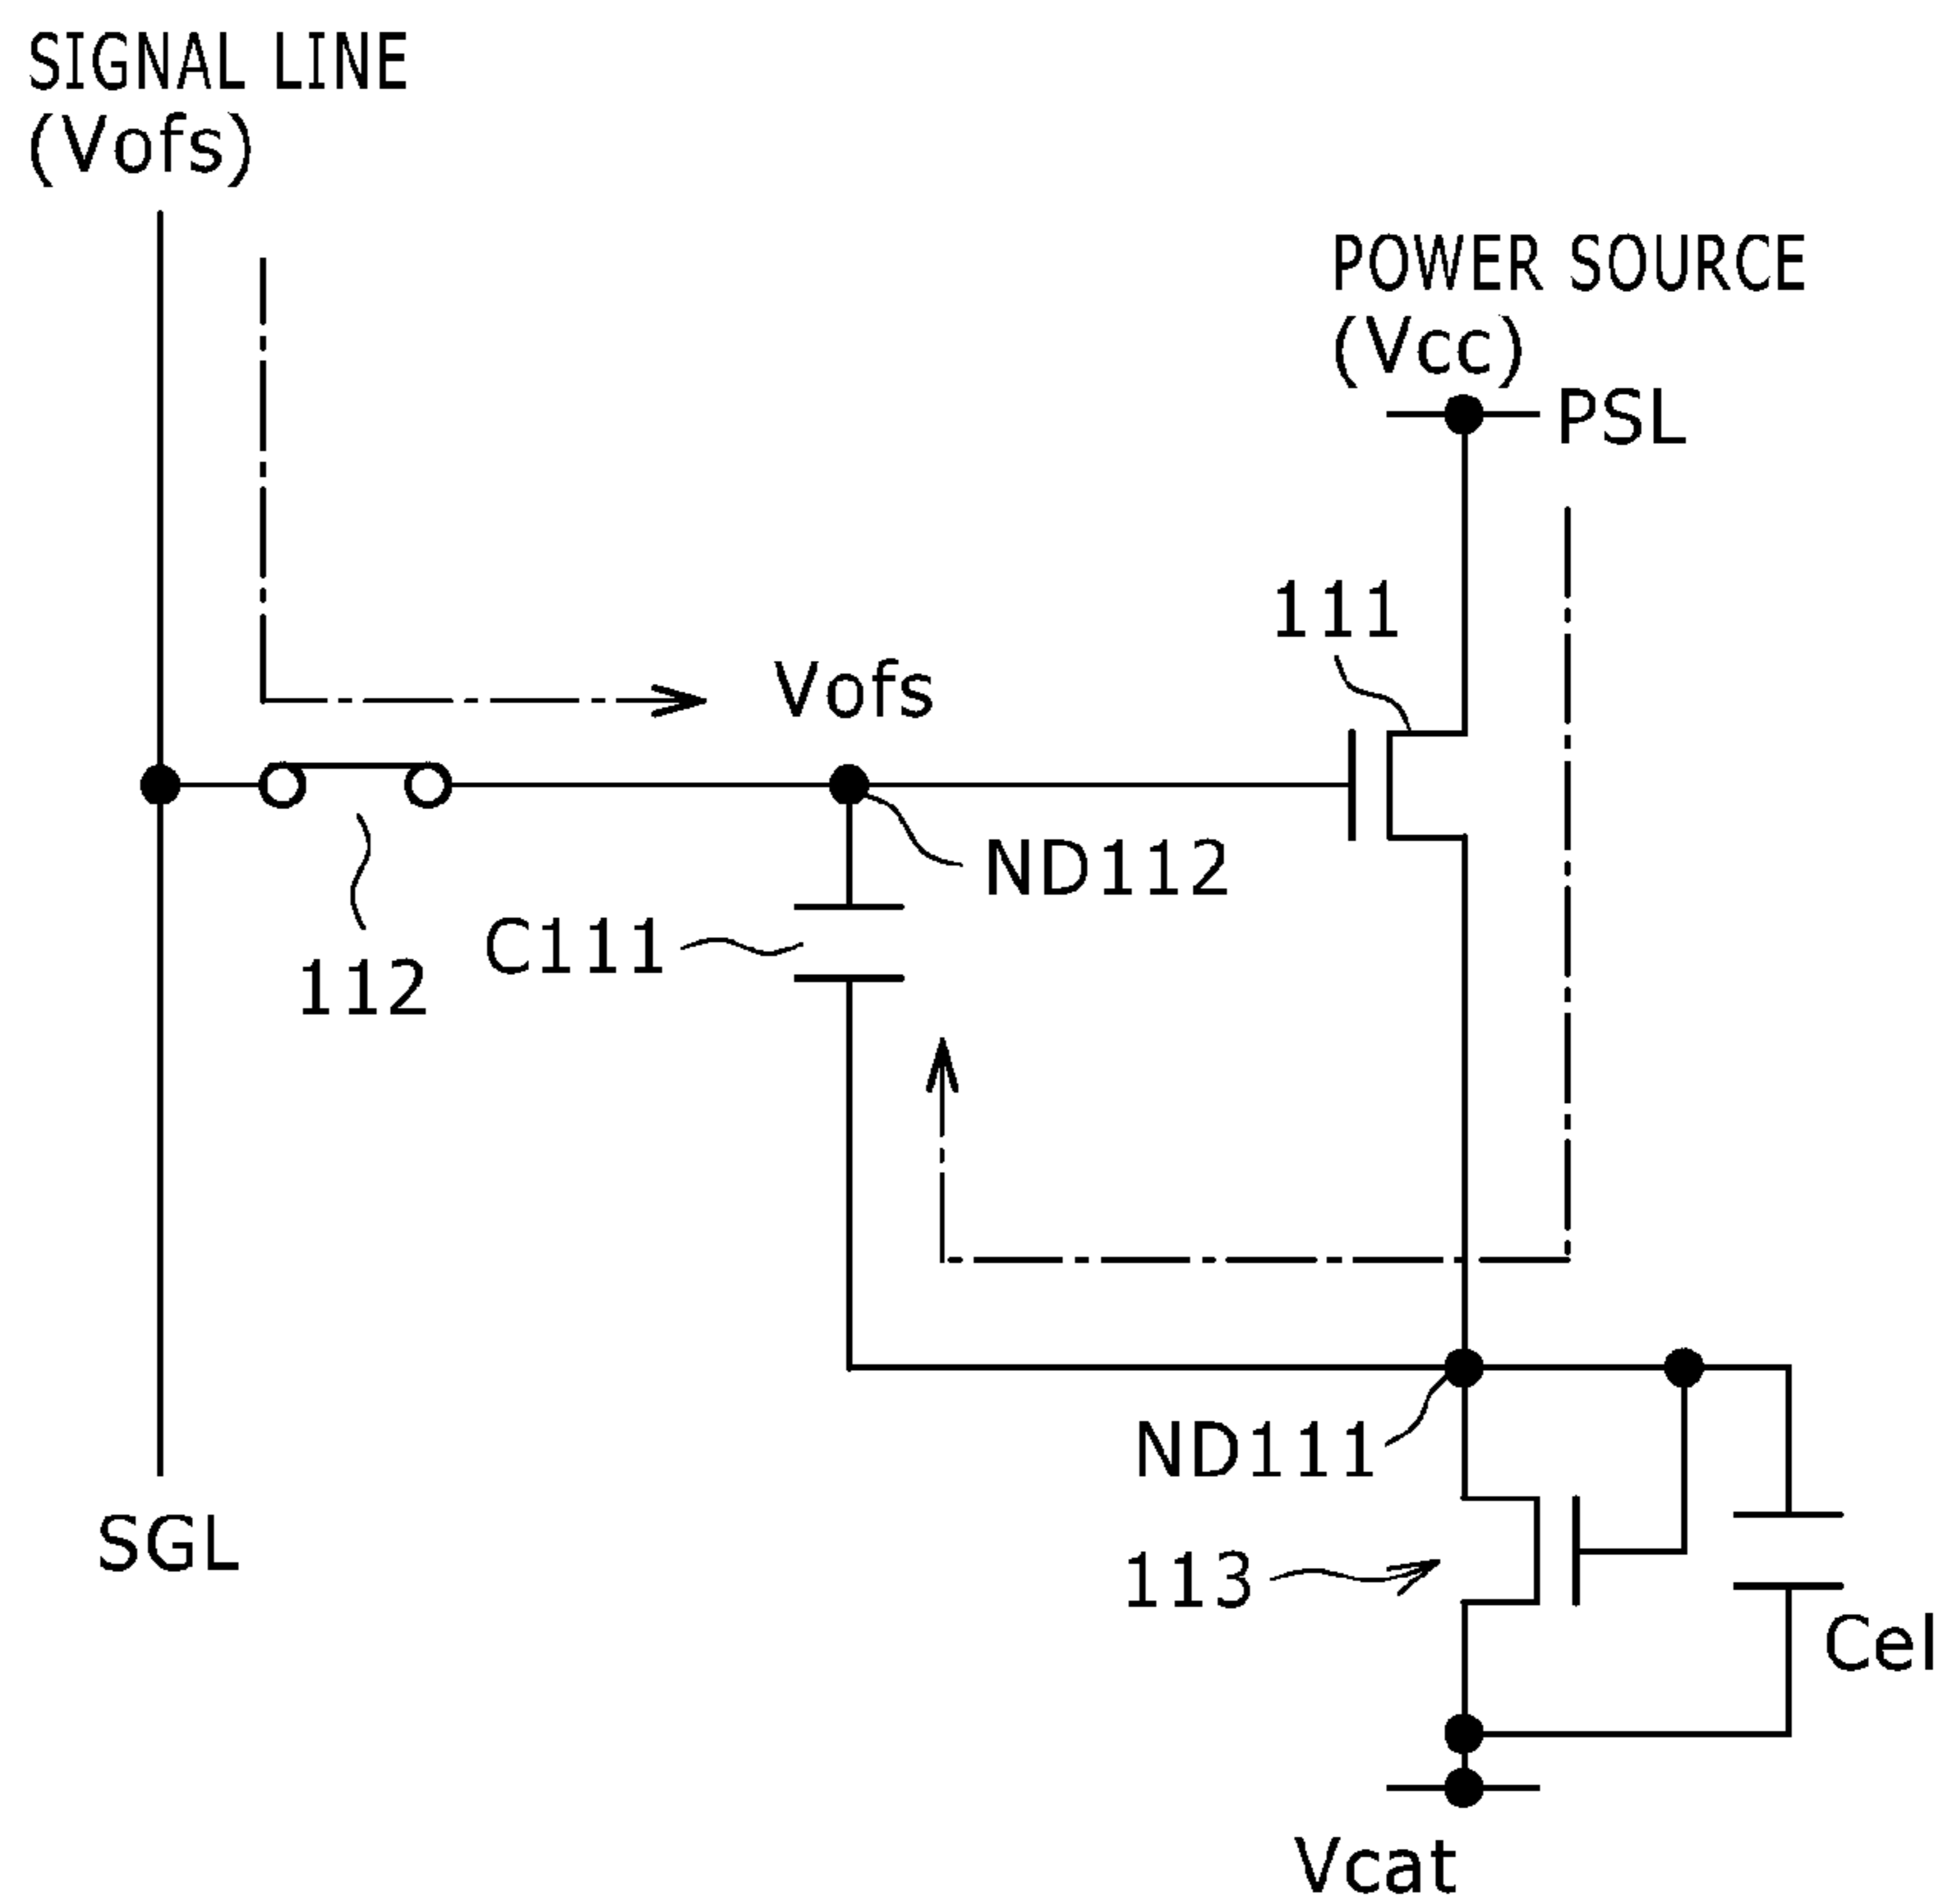 SIGNAL LINE
(Vofs)
POWER SOURCE
(Vcc)
PSL
111
Vofs
ND112
C111
112
ND111
SGL
113
Cel
Vcat